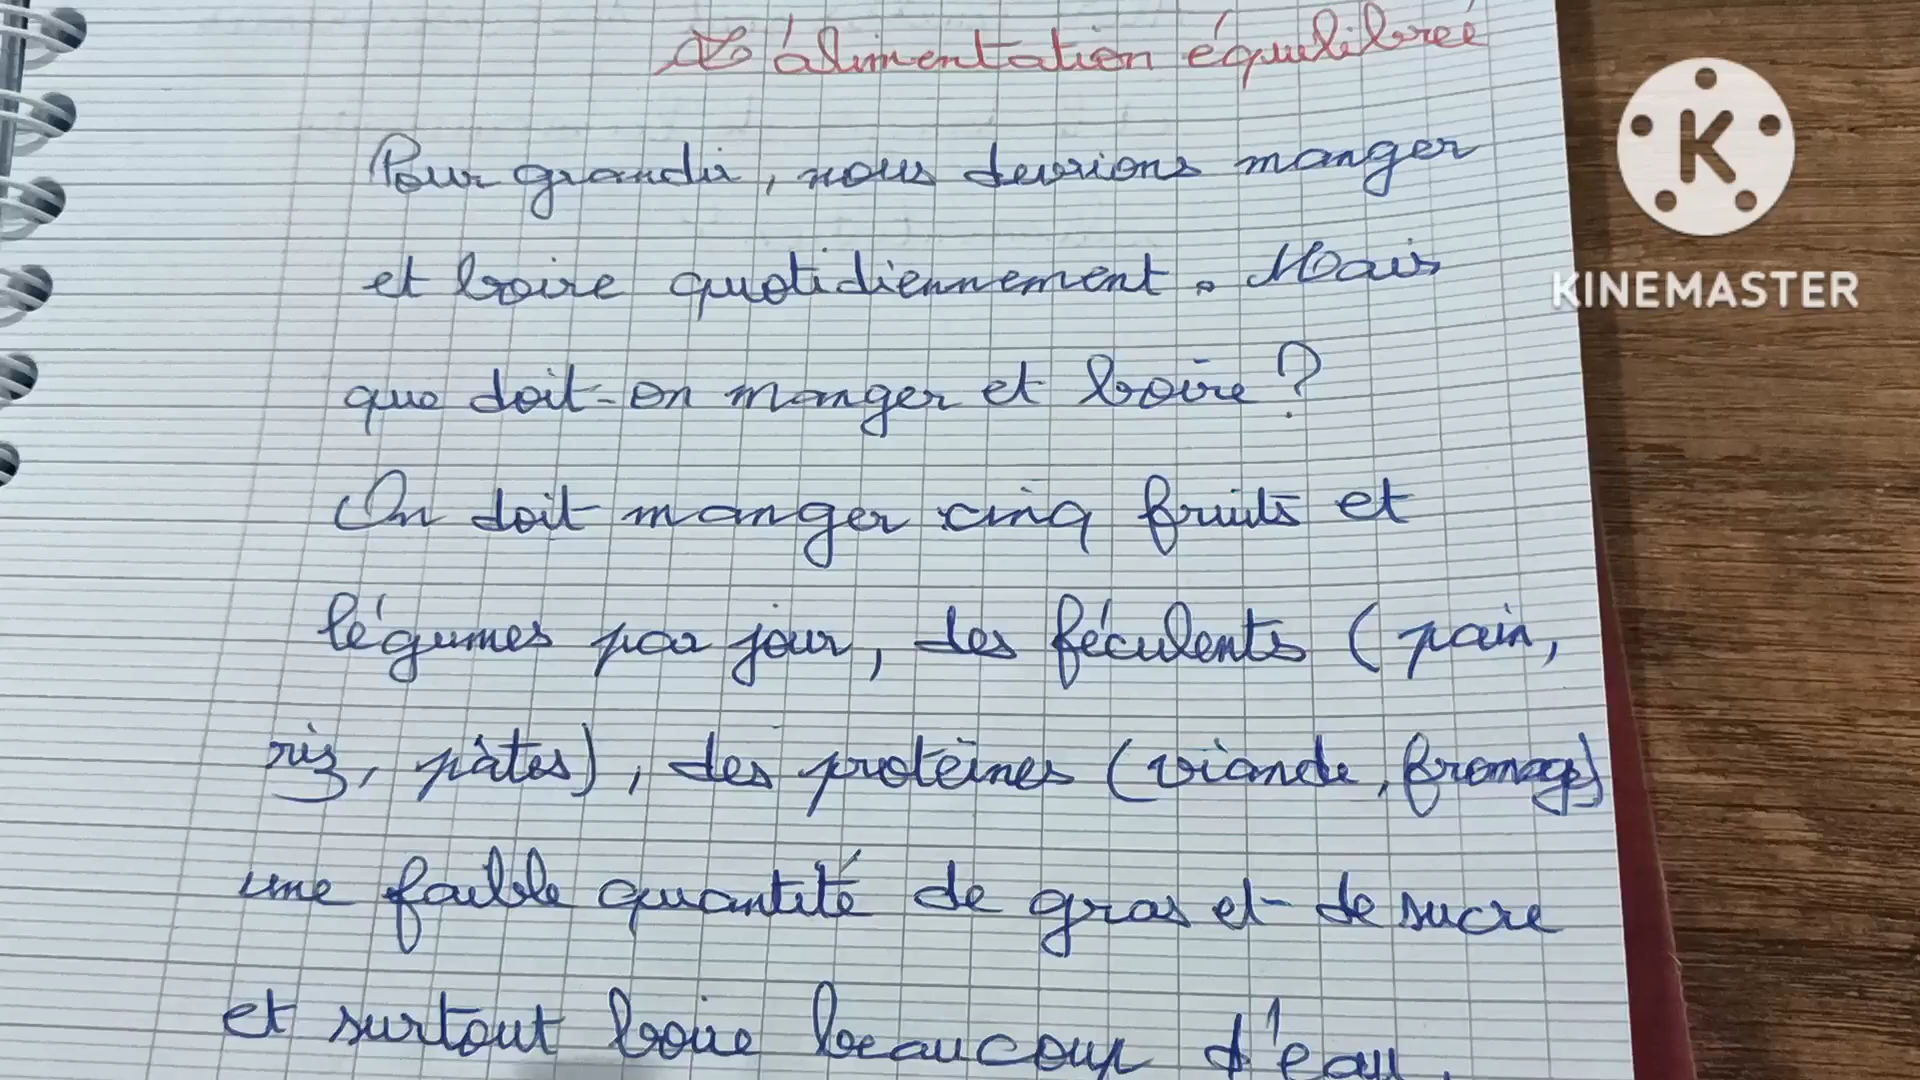 L'alimentation équilibrée
Pour grandir, nous devrions manger
et boire quotidiennement. Mais
que doit-on manger et boire ?
On doit manger cinq fruits et
légumes par jour, des féculents (pain,
riz, pâtes), des protéines (viande, fromage)
une faible quantité de gras et de sucre
et surtout boire beaucoup d'eau.
K
KINEMASTER